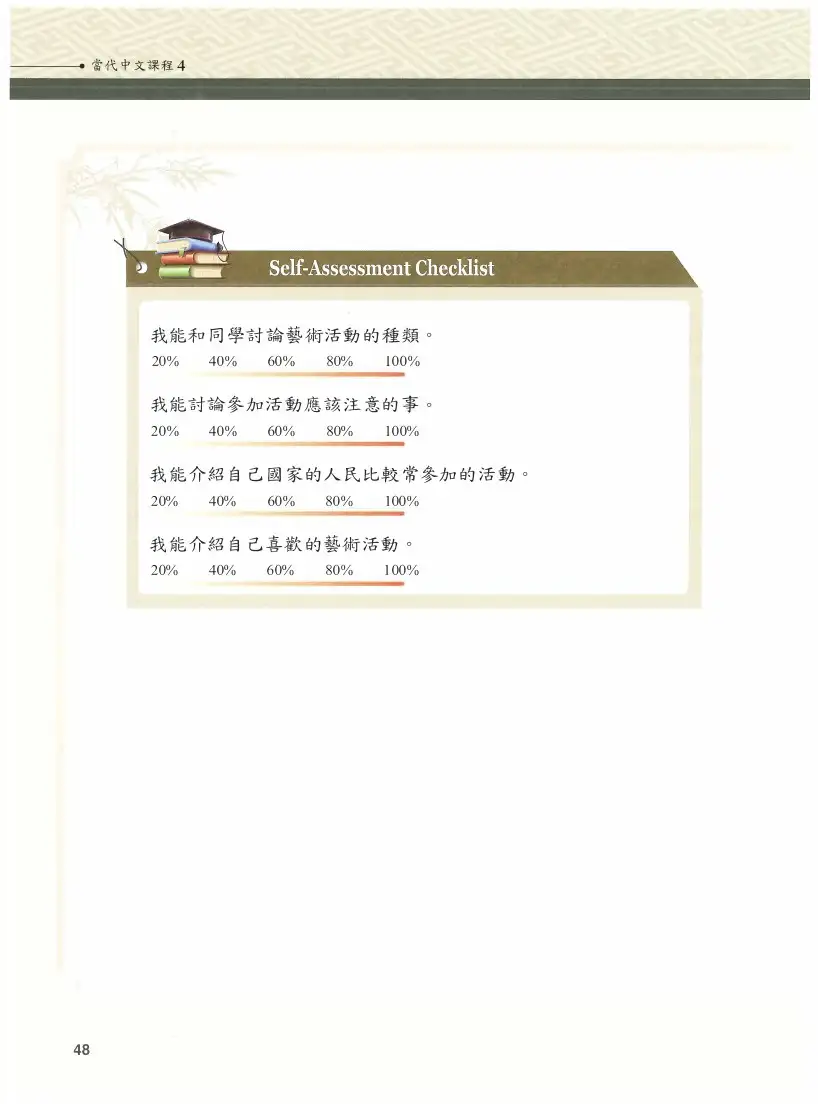 當代中文課程 4
Self-Assessment Checklist
我能和同學討論藝術活動的種類。
20% 40% 60% 80% 100%
我能討論參加活動應該注意的事。
20% 40% 60% 80% 100%
我能介紹自己國家的人民比較常參加的活動。
20% 40% 60% 80% 100%
我能介紹自己喜歡的藝術活動。
20% 40% 60% 80% 100%
48